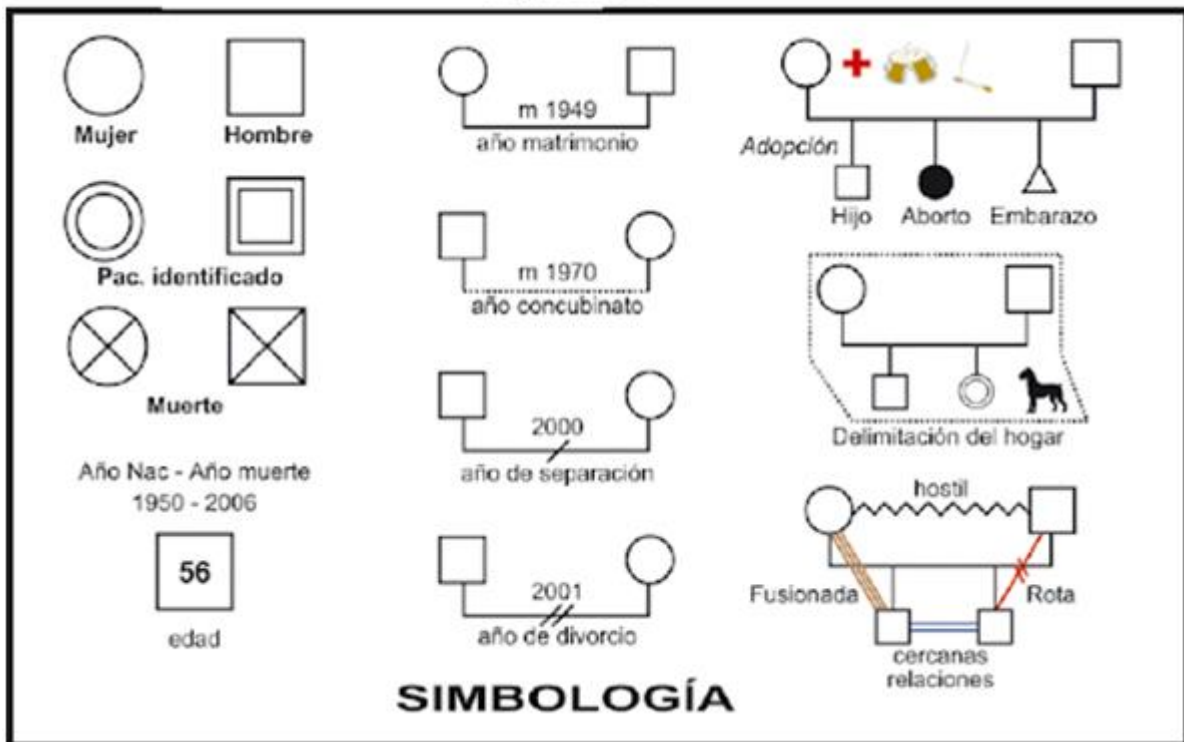 Mujer
Hombre
Pac. identificado
Muerte
Año Nac - Año muerte
1950 - 2006
56
edad
m 1949
año matrimonio
m 1970
año concubinato
2000
año de separación
2001
año de divorcio
Adopción
Hijo
Aborto
Embarazo
Delimitación del hogar
hostil
Fusionada
Rota
cercanas
relaciones
SIMBOLOGÍA